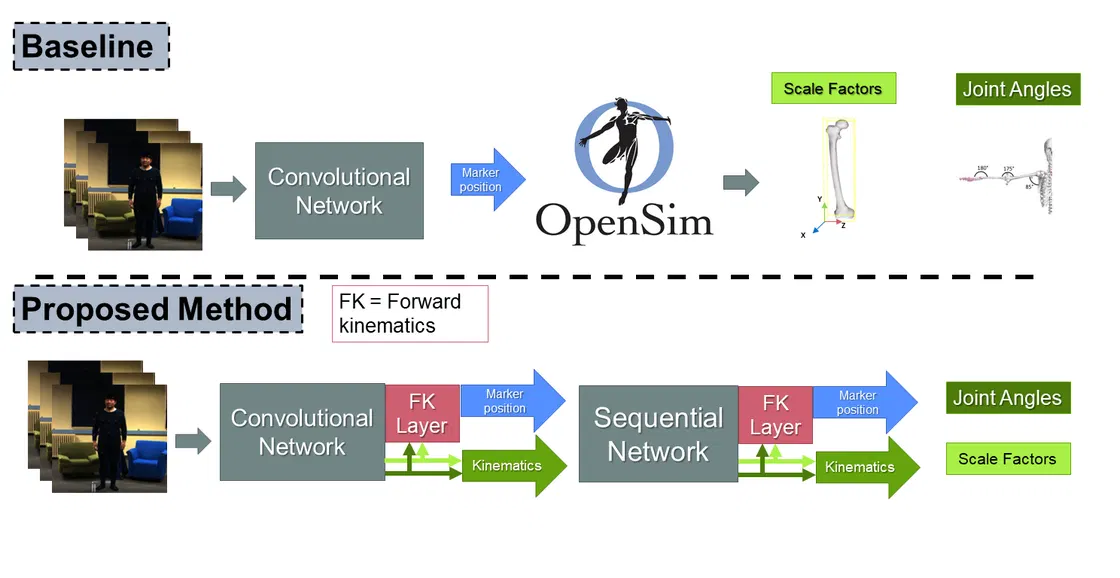 Baseline
Scale Factors
Joint Angles
Convolutional
Network
Marker
position
OpenSim
180°
175°
85°
Y
Z
X
Proposed Method
FK = Forward
kinematics
Convolutional
Network
FK
Layer
Marker
position
Kinematics
Sequential
Network
FK
Layer
Marker
position
Kinematics
Joint Angles
Scale Factors